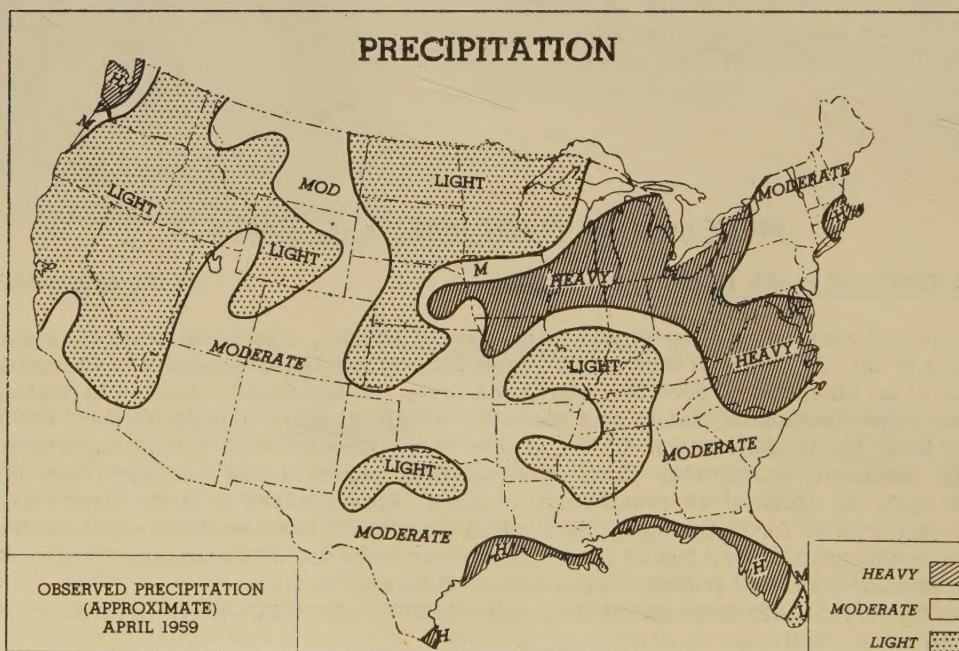 PRECIPITATION
H
M
LIGHT
MOD
LIGHT
MODERATE
H
LIGHT
M
HEAVY
MODERATE
LIGHT
HEAVY
MODERATE
LIGHT
MODERATE
H
H
M
L
H
OBSERVED PRECIPITATION
(APPROXIMATE)
APRIL 1959
HEAVY
MODERATE
LIGHT